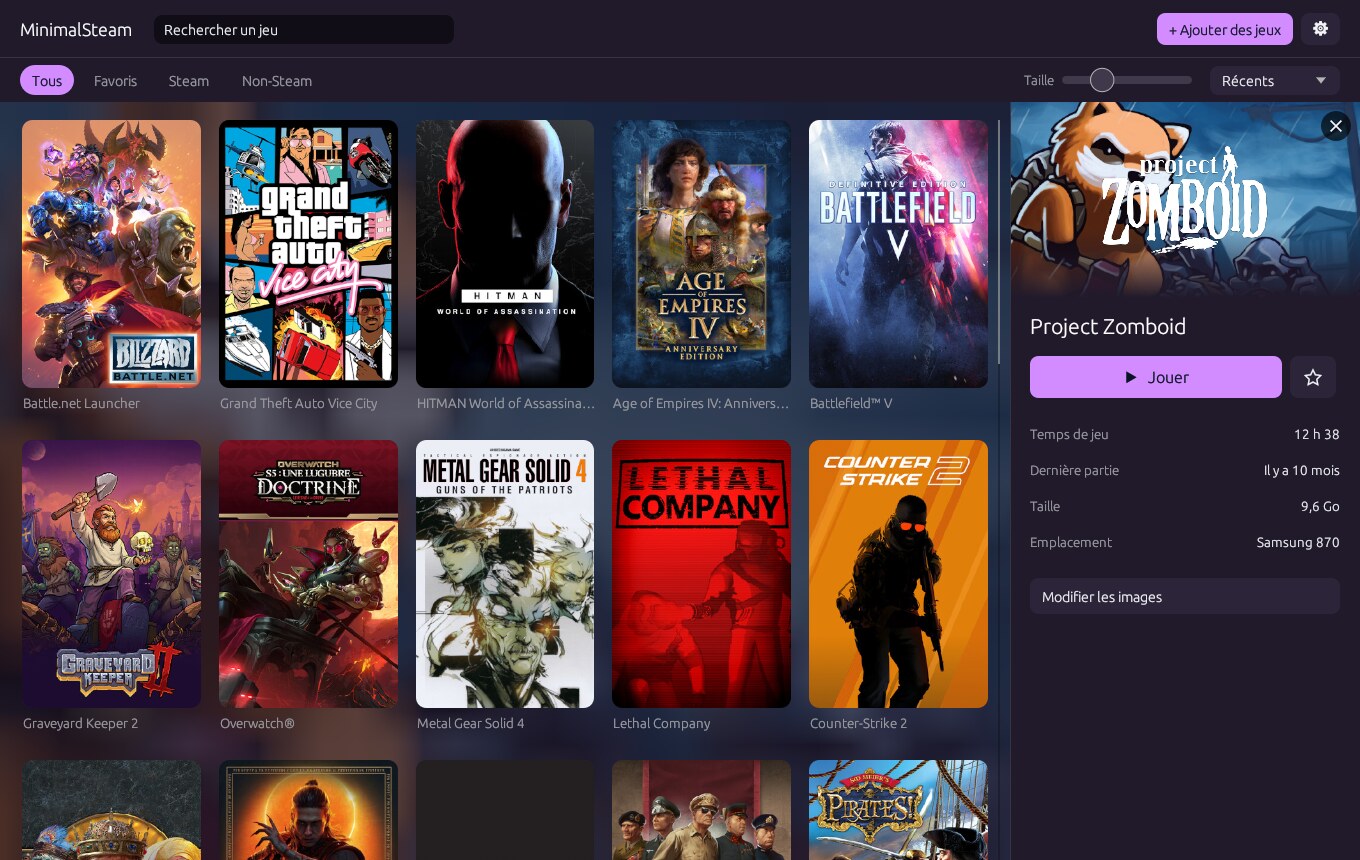 MinimalSteam
Rechercher un jeu
+ Ajouter des jeux
Tous
Favoris
Steam
Non-Steam
Taille
Récents
BLIZZARD
BATTLE.NET
Battle.net Launcher
grand
theft
auto
vice city
Grand Theft Auto Vice City
HITMAN
WORLD OF ASSASSINATION
HITMAN World of Assassina...
AGE
OF
EMPIRES
IV
ANNIVERSARY
EDITION
Age of Empires IV: Annivers...
DEFINITIVE EDITION
BATTLEFIELD
V
Battlefield™ V
project
ZOMBOID
Project Zomboid
Jouer
Temps de jeu
12 h 38
Dernière partie
Il y a 10 mois
Taille
9,6 Go
Emplacement
Samsung 870
Modifier les images
GRAVEYARD
KEEPER II
Graveyard Keeper 2
OVERWATCH
S5 : UNE LUGUBRE
DOCTRINE
Overwatch®
TACTICAL ESPIONAGE ACTION
METAL GEAR SOLID 4
GUNS OF THE PATRIOTS
Metal Gear Solid 4
LETHAL
COMPANY
Lethal Company
COUNTER
STRIKE 2
Counter-Strike 2
SID MEIER'S
PIRATES!